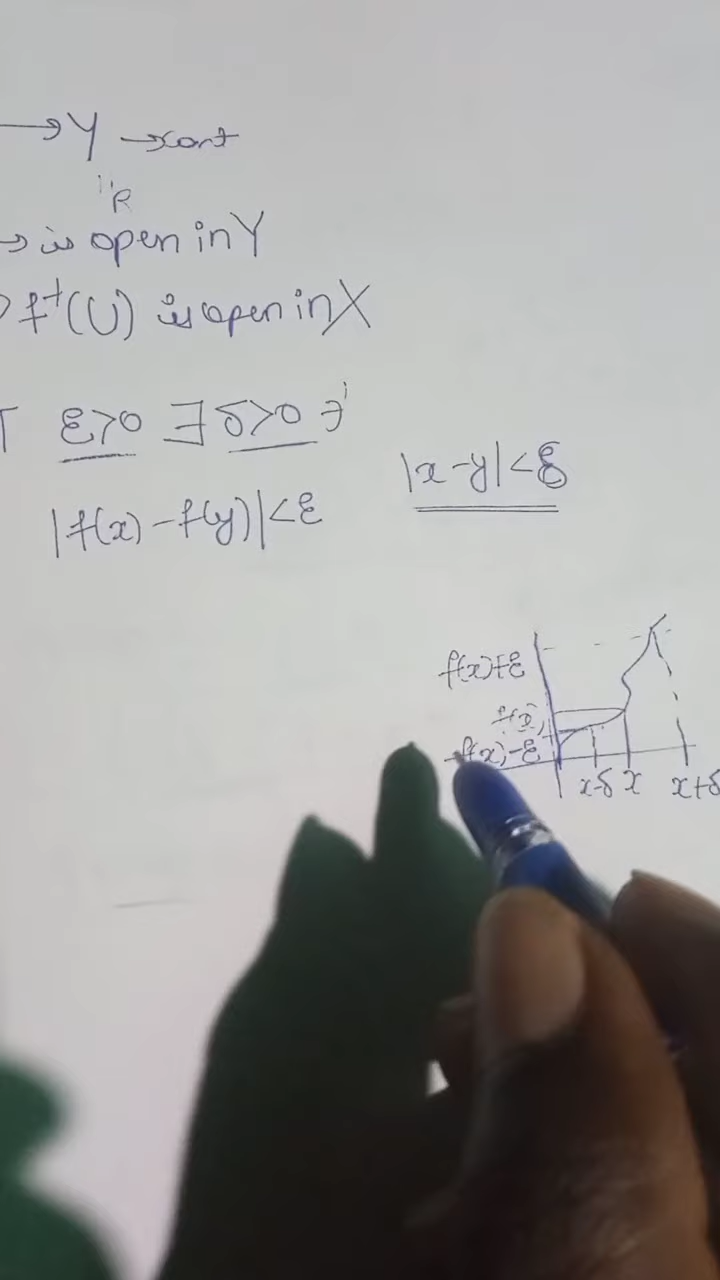 → Y → cont
"R
→ is open in Y
f⁻¹(U) is open in X
ε>0 ∃ δ>0 ∋
|x-y|<δ
|f(x)-f(y)|<ε
f(x)+ε
f(x)
f(x)-ε
x-δ x x+δ